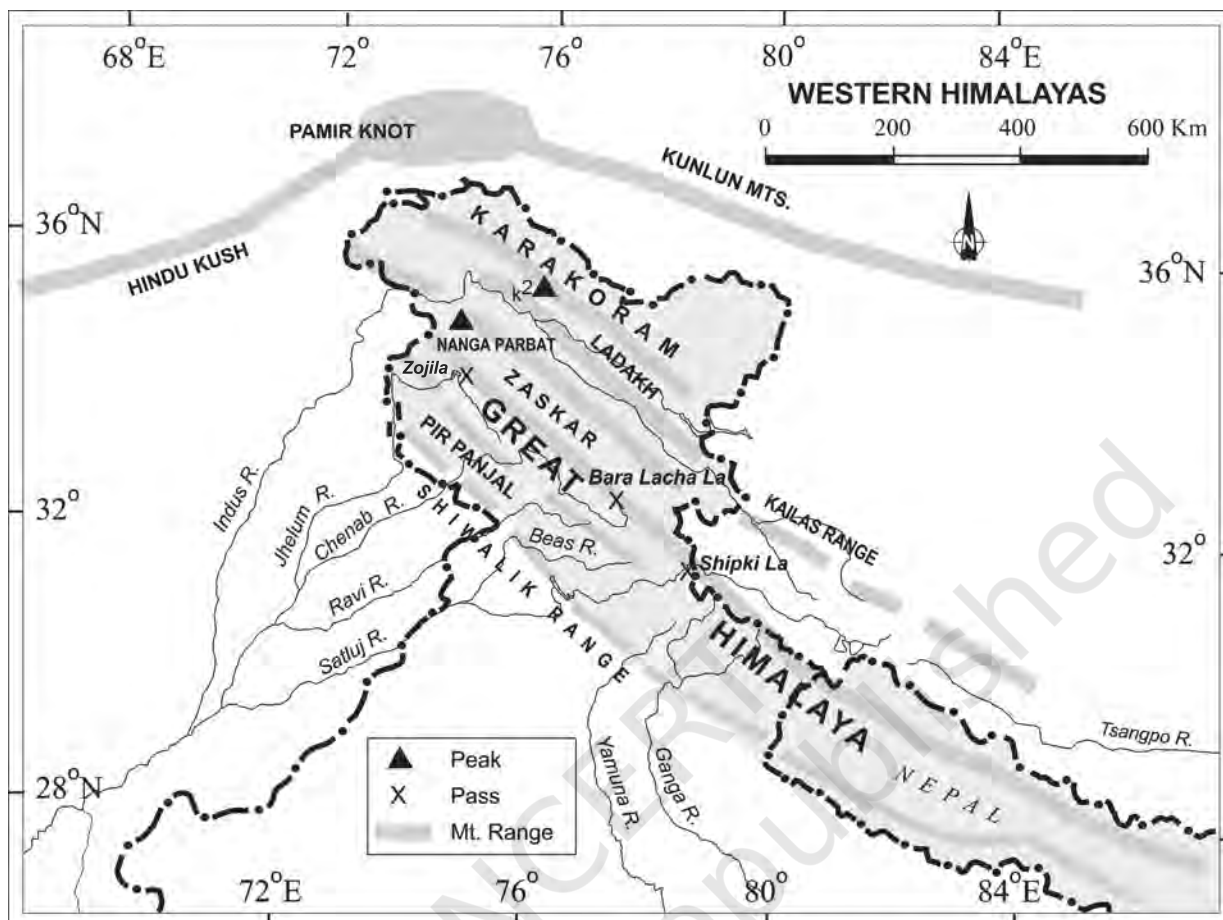 68°E 72° 76° 80° 84°E
WESTERN HIMALAYAS
0 200 400 600 Km
PAMIR KNOT
KUNLUN MTS.
HINDU KUSH
36°N
36°N
N
KARAKORAM
k2
NANGA PARBAT
LADAKH
Zojila
ZASKAR
GREAT
PIR PANJAL
Bara Lacha La
KAILAS RANGE
32°
32°
Indus R.
Jhelum R.
Chenab R.
SHIWALIK RANGE
Beas R.
Shipki La
Ravi R.
Satluj R.
HIMALAYA
Tsangpo R.
NEPAL
Yamuna R.
Ganga R.
28°N
Peak
Pass
Mt. Range
72°E 76° 80° 84°E
NCERT
published